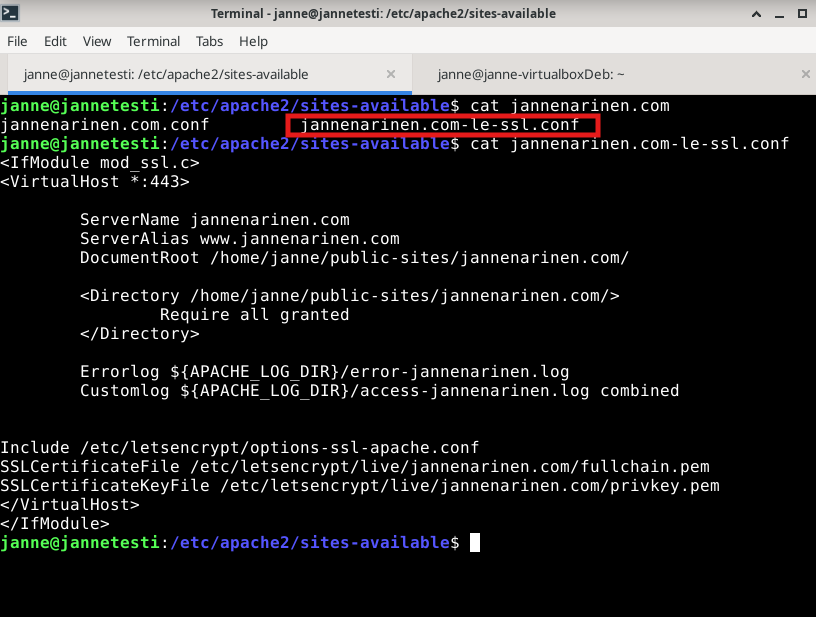 Terminal - janne@jannetesti: /etc/apache2/sites-available
File Edit View Terminal Tabs Help
janne@jannetesti: /etc/apache2/sites-available × janne@janne-virtualboxDeb: ~ ×
janne@jannetesti:/etc/apache2/sites-available$ cat jannenarinen.com
jannenarinen.com.conf         jannenarinen.com-le-ssl.conf
janne@jannetesti:/etc/apache2/sites-available$ cat jannenarinen.com-le-ssl.conf
<IfModule mod_ssl.c>
<VirtualHost *:443>
        ServerName jannenarinen.com
        ServerAlias www.jannenarinen.com
        DocumentRoot /home/janne/public-sites/jannenarinen.com/
        <Directory /home/janne/public-sites/jannenarinen.com/>
                Require all granted
        </Directory>
        Errorlog ${APACHE_LOG_DIR}/error-jannenarinen.log
        Customlog ${APACHE_LOG_DIR}/access-jannenarinen.log combined
Include /etc/letsencrypt/options-ssl-apache.conf
SSLCertificateFile /etc/letsencrypt/live/jannenarinen.com/fullchain.pem
SSLCertificateKeyFile /etc/letsencrypt/live/jannenarinen.com/privkey.pem
</VirtualHost>
</IfModule>
janne@jannetesti:/etc/apache2/sites-available$